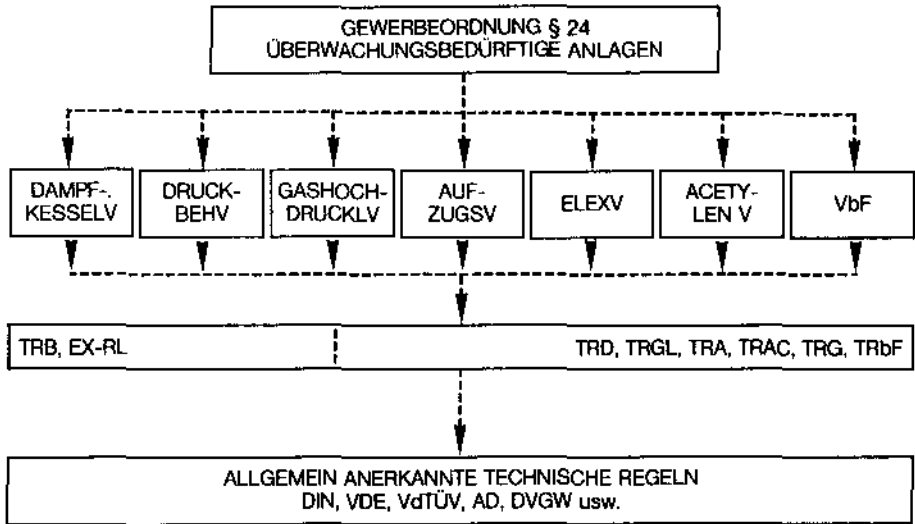 GEWERBEORDNUNG § 24
ÜBERWACHUNGSBEDÜRFTIGE ANLAGEN
DAMPF-.
KESSELV
DRUCK-
BEHV
GASHOCH-
DRUCKLV
AUF-
ZUGSV
ELEXV
ACETY-
LEN V
VbF
TRB, EX-RL
TRD, TRGL, TRA, TRAC, TRG, TRbF
ALLGEMEIN ANERKANNTE TECHNISCHE REGELN
DIN, VDE, VdTÜV, AD, DVGW usw.